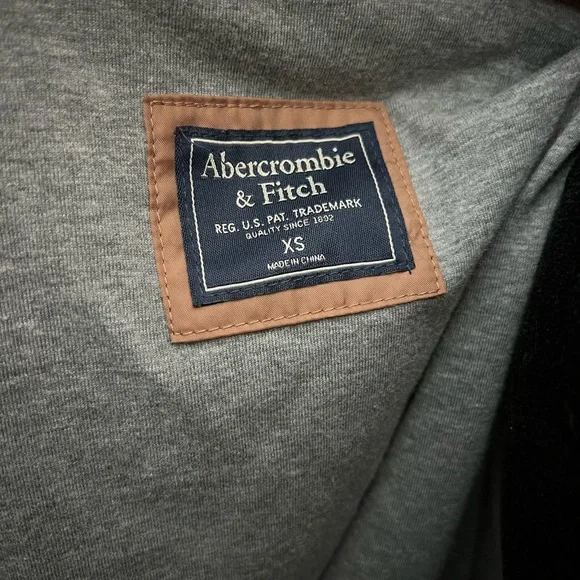 Abercrombie
& Fitch
REG. U.S. PAT. TRADEMARK
QUALITY SINCE 1892
XS
MADE IN CHINA